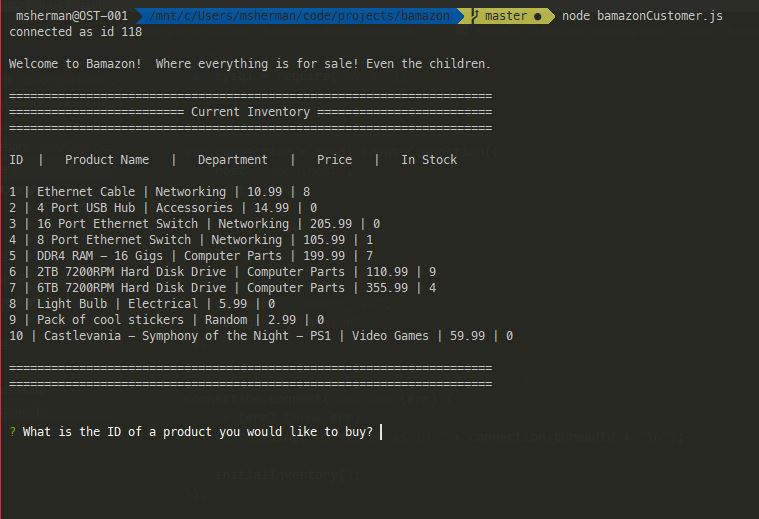 msherman@OST-001 /mnt/c/Users/msherman/code/projects/bamazon master ● node bamazonCustomer.js
connected as id 118
Welcome to Bamazon!  Where everything is for sale! Even the children.
=====================================================================
========================= Current Inventory =========================
=====================================================================
ID  |   Product Name   |   Department   |   Price   |   In Stock
1 | Ethernet Cable | Networking | 10.99 | 8
2 | 4 Port USB Hub | Accessories | 14.99 | 0
3 | 16 Port Ethernet Switch | Networking | 205.99 | 0
4 | 8 Port Ethernet Switch | Networking | 105.99 | 1
5 | DDR4 RAM – 16 Gigs | Computer Parts | 199.99 | 7
6 | 2TB 7200RPM Hard Disk Drive | Computer Parts | 110.99 | 9
7 | 6TB 7200RPM Hard Disk Drive | Computer Parts | 355.99 | 4
8 | Light Bulb | Electrical | 5.99 | 0
9 | Pack of cool stickers | Random | 2.99 | 0
10 | Castlevania – Symphony of the Night – PS1 | Video Games | 59.99 | 0
=====================================================================
=====================================================================
? What is the ID of a product you would like to buy?